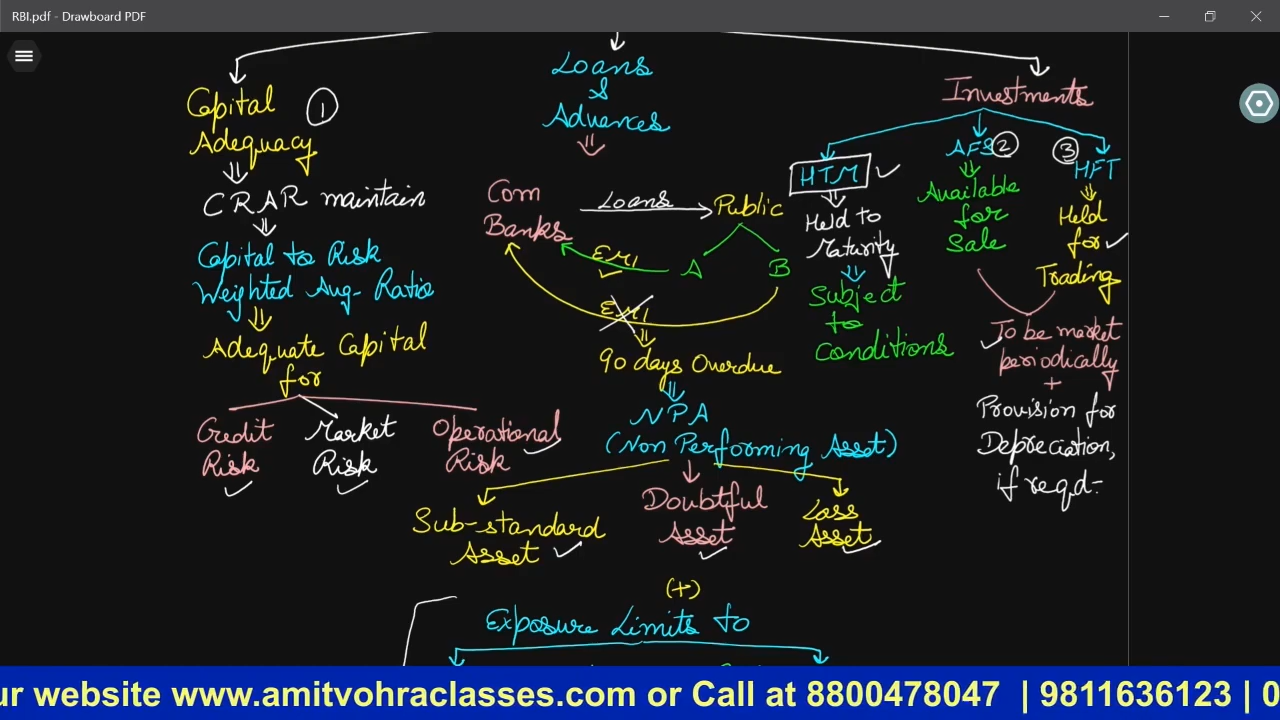 RBI.pdf - Drawboard PDF
Capital
Adequacy
1
CRAR maintain
Capital to Risk
Weighted Avg- Ratio
Adequate Capital
for
Credit
Risk
Market
Risk
Operational
Risk
Loans
&
Advances
Com
Banks
Loans
Public
EMI
A
B
EMI
90 days Overdue
NPA
(Non Performing Asset)
Sub-standard
Asset
Doubtful
Asset
Loss
Asset
(+)
Exposure Limits to
Investments
HTM
Held to
Maturity
Subject
to
Conditions
AFS
2
Available
for
Sale
3
HFT
Held
for
Trading
To be market
periodically
+
Provision for
Depreciation,
if reqd-
ur website www.amitvohraclasses.com or Call at 8800478047 | 9811636123 | 0